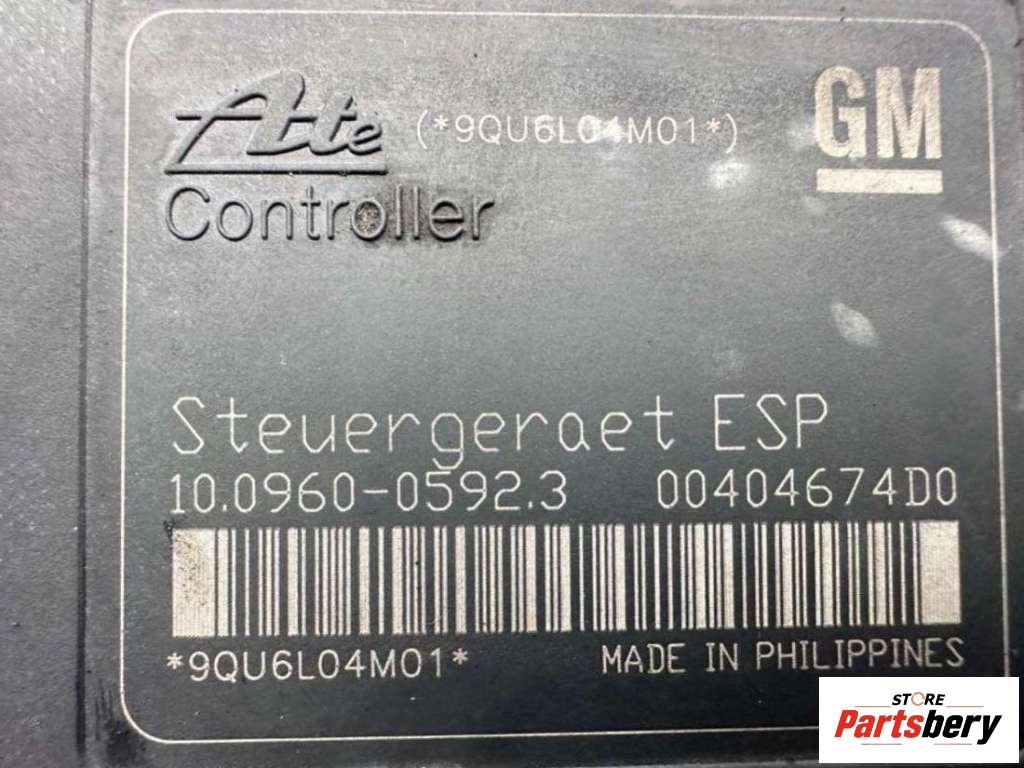 Ate (*9QU6L04M01*) GM
Controller
Steuergeraet ESP
10.0960-0592.3 00404674D0
*9QU6L04M01* MADE IN PHILIPPINES
STORE
Partsbery